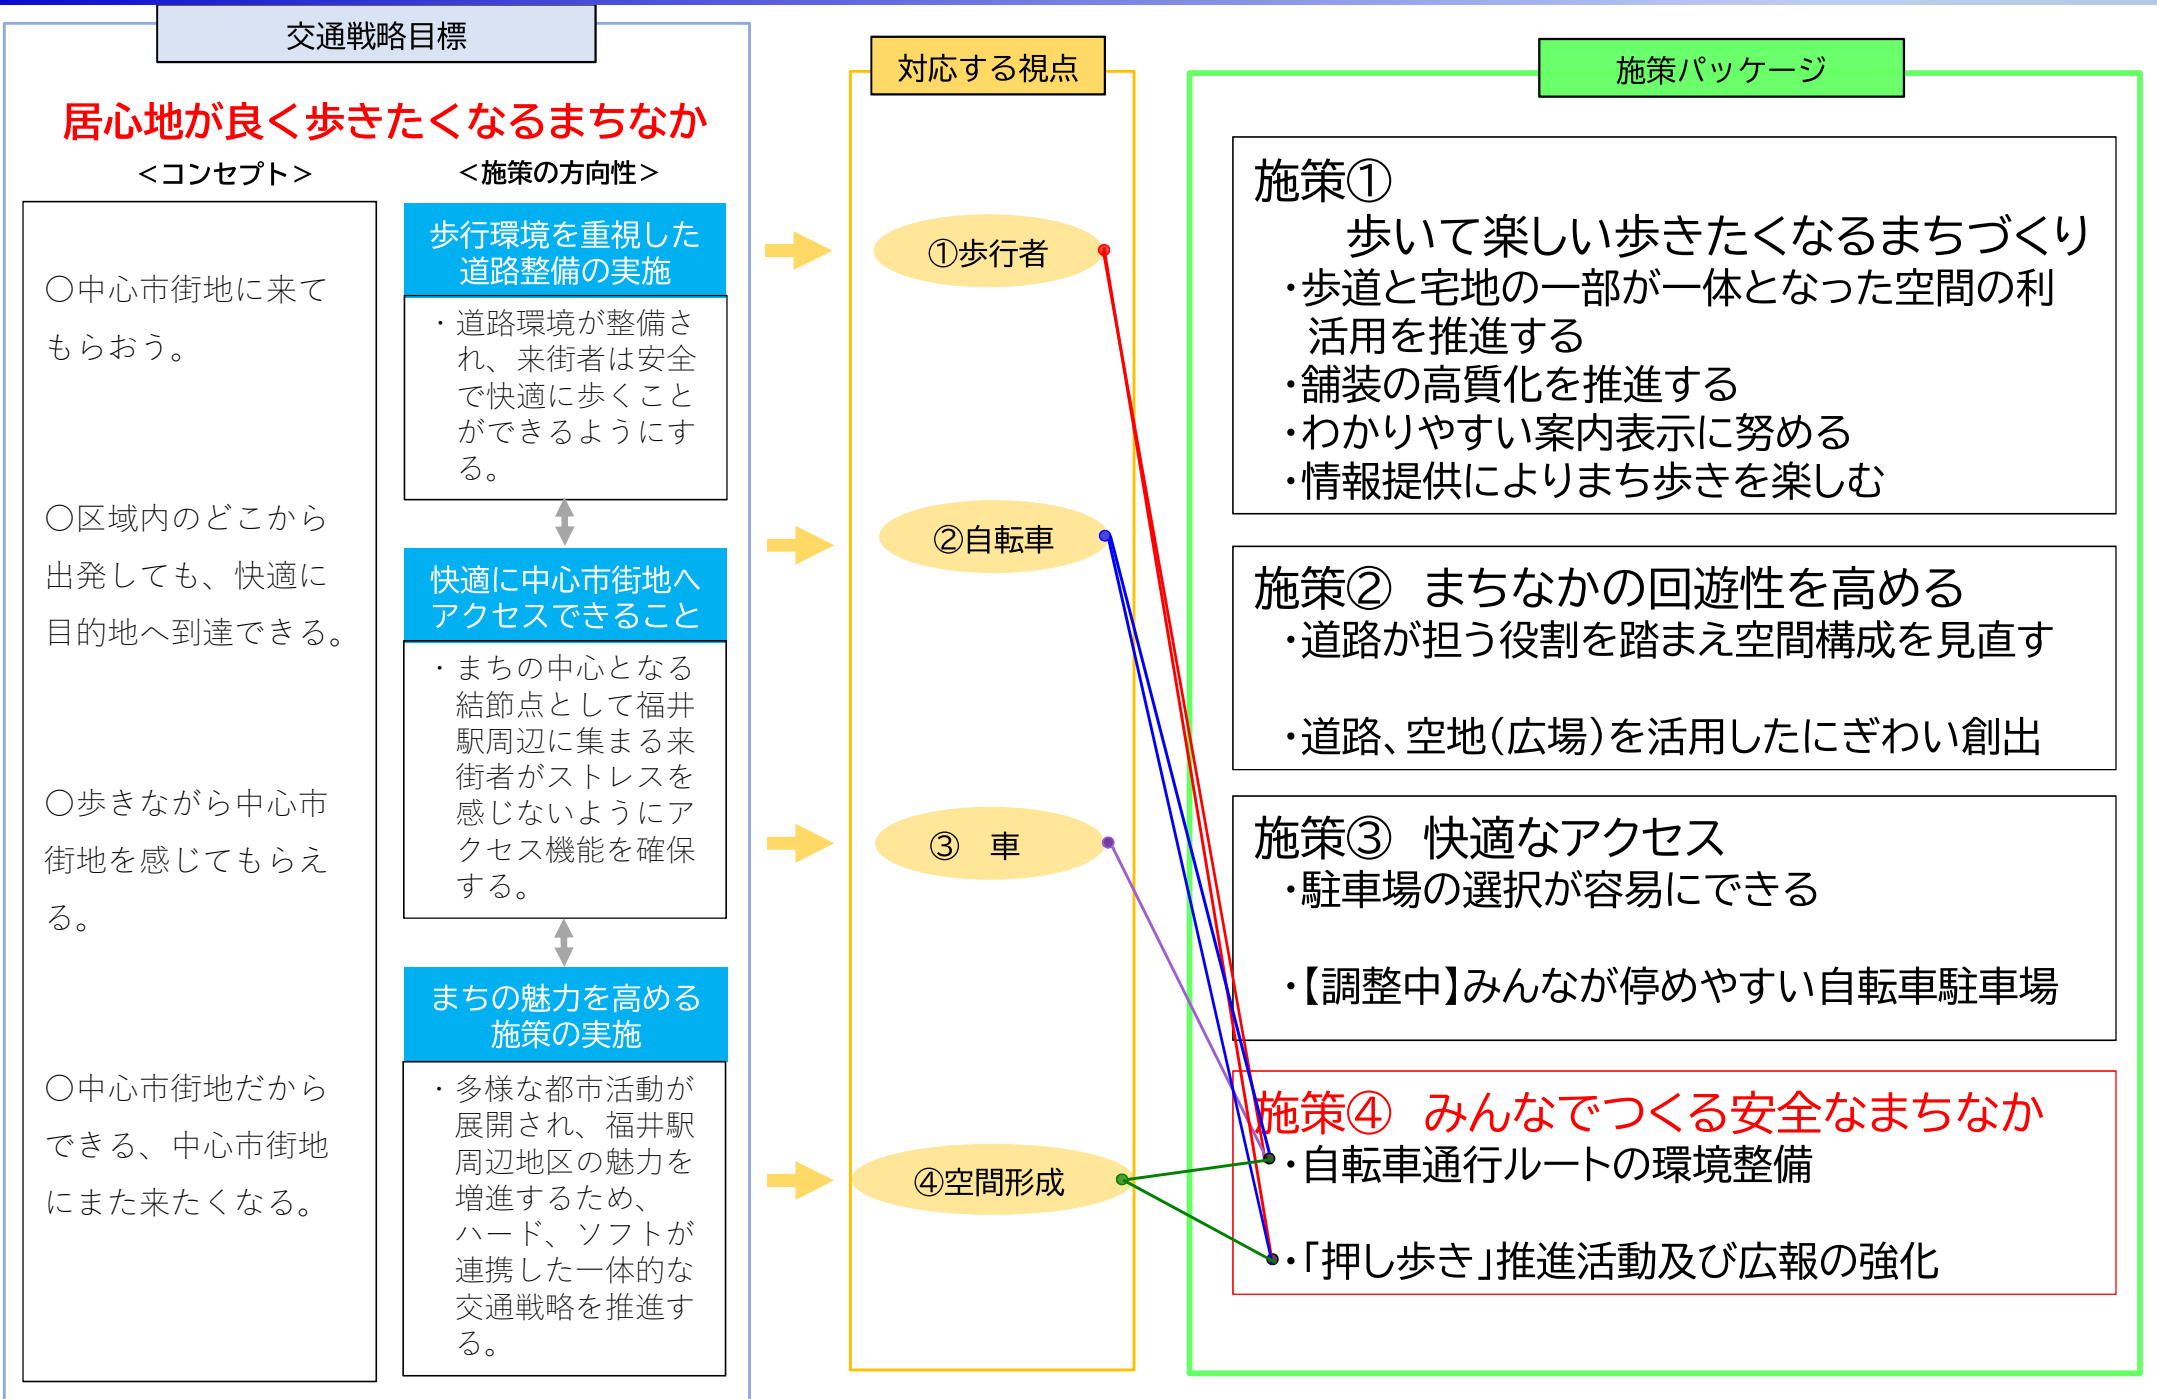 交通戦略目標
居心地が良く歩きたくなるまちなか
＜コンセプト＞
○中心市街地に来て
もらおう。
○区域内のどこから
出発しても、快適に
目的地へ到達できる。
○歩きながら中心市
街地を感じてもらえ
る。
○中心市街地だから
できる、中心市街地
にまた来たくなる。
＜施策の方向性＞
歩行環境を重視した
道路整備の実施
・道路環境が整備さ
れ、来街者は安全
で快適に歩くこと
ができるようにす
る。
快適に中心市街地へ
アクセスできること
・まちの中心となる
結節点として福井
駅周辺に集まる来
街者がストレスを
感じないようにア
クセス機能を確保
する。
まちの魅力を高める
施策の実施
・多様な都市活動が
展開され、福井駅
周辺地区の魅力を
増進するため、
ハード、ソフトが
連携した一体的な
交通戦略を推進す
る。
対応する視点
①歩行者
②自転車
③　車
④空間形成
施策パッケージ
施策①
歩いて楽しい歩きたくなるまちづくり
・歩道と宅地の一部が一体となった空間の利
活用を推進する
・舗装の高質化を推進する
・わかりやすい案内表示に努める
・情報提供によりまち歩きを楽しむ
施策②　まちなかの回遊性を高める
・道路が担う役割を踏まえ空間構成を見直す
・道路、空地（広場）を活用したにぎわい創出
施策③　快適なアクセス
・駐車場の選択が容易にできる
・【調整中】みんなが停めやすい自転車駐車場
施策④　みんなでつくる安全なまちなか
・自転車通行ルートの環境整備
・「押し歩き」推進活動及び広報の強化